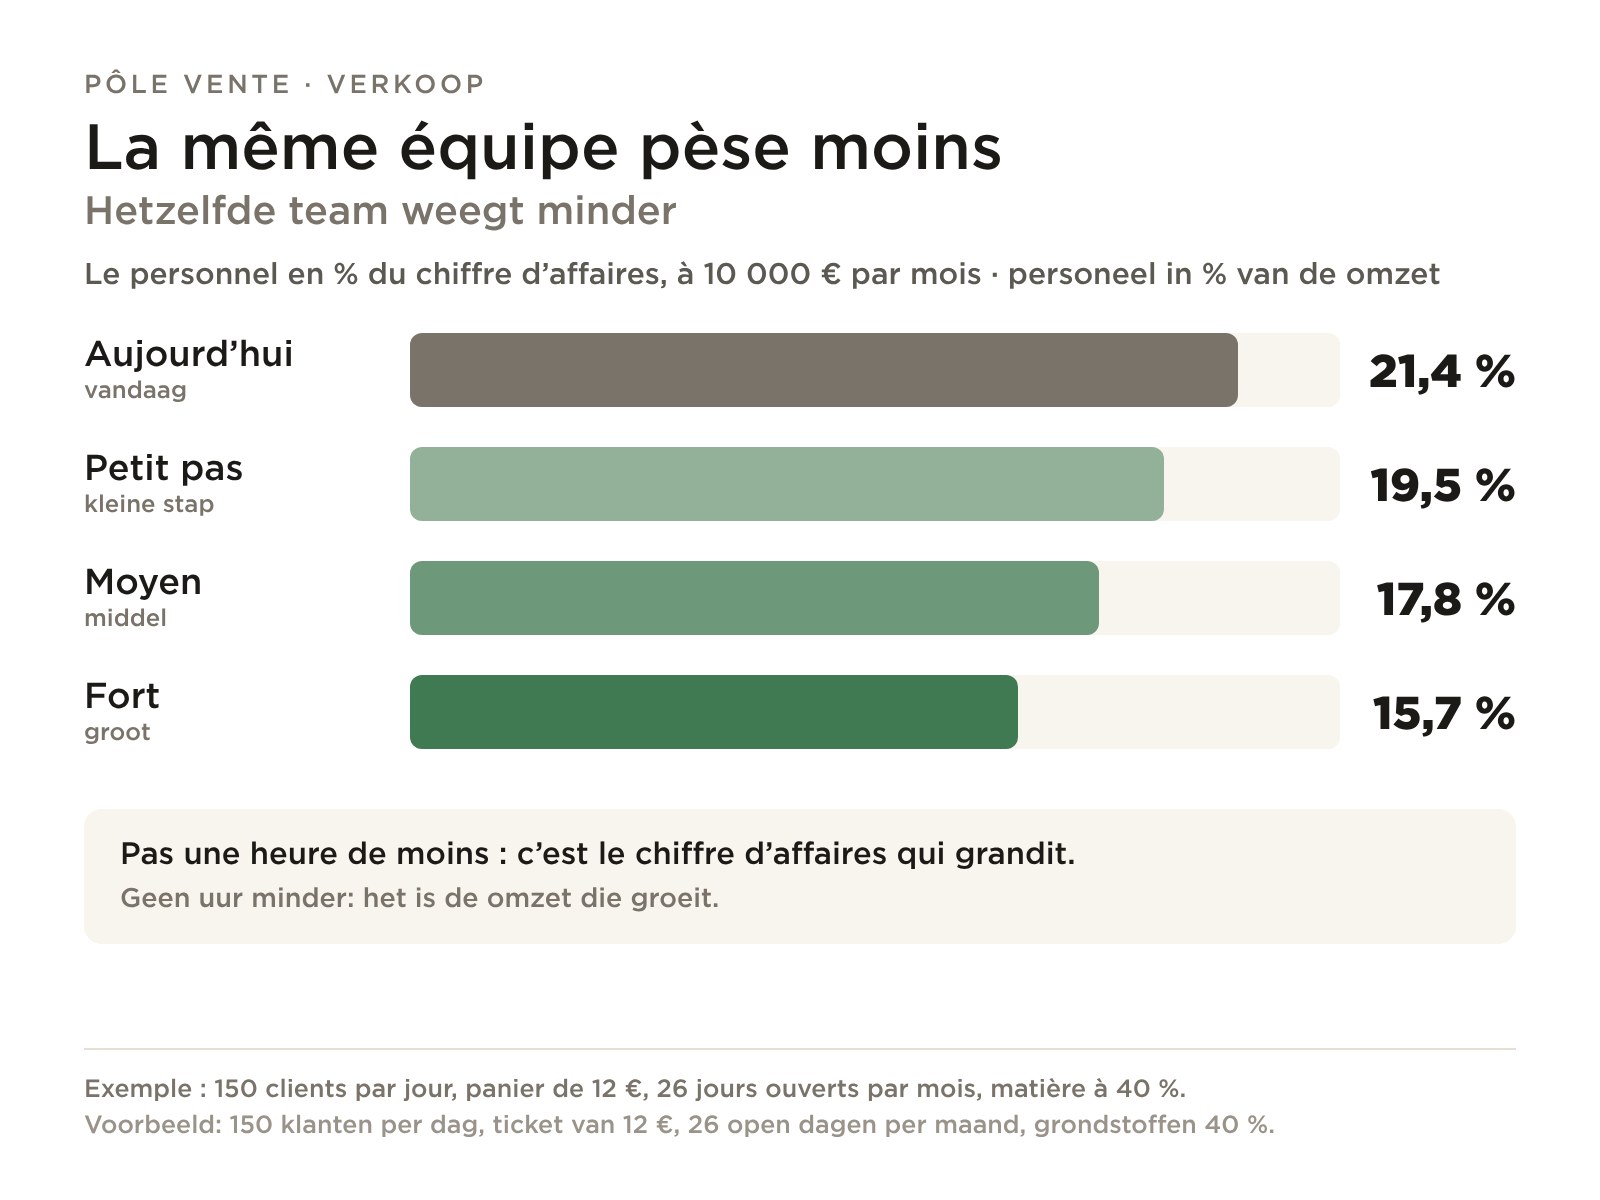 PÔLE VENTE · VERKOOP
La même équipe pèse moins
Hetzelfde team weegt minder
Le personnel en % du chiffre d’affaires, à 10 000 € par mois · personeel in % van de omzet
Aujourd’hui
vandaag
21,4 %
Petit pas
kleine stap
19,5 %
Moyen
middel
17,8 %
Fort
groot
15,7 %
Pas une heure de moins : c’est le chiffre d’affaires qui grandit.
Geen uur minder: het is de omzet die groeit.
Exemple : 150 clients par jour, panier de 12 €, 26 jours ouverts par mois, matière à 40 %.
Voorbeeld: 150 klanten per dag, ticket van 12 €, 26 open dagen per maand, grondstoffen 40 %.